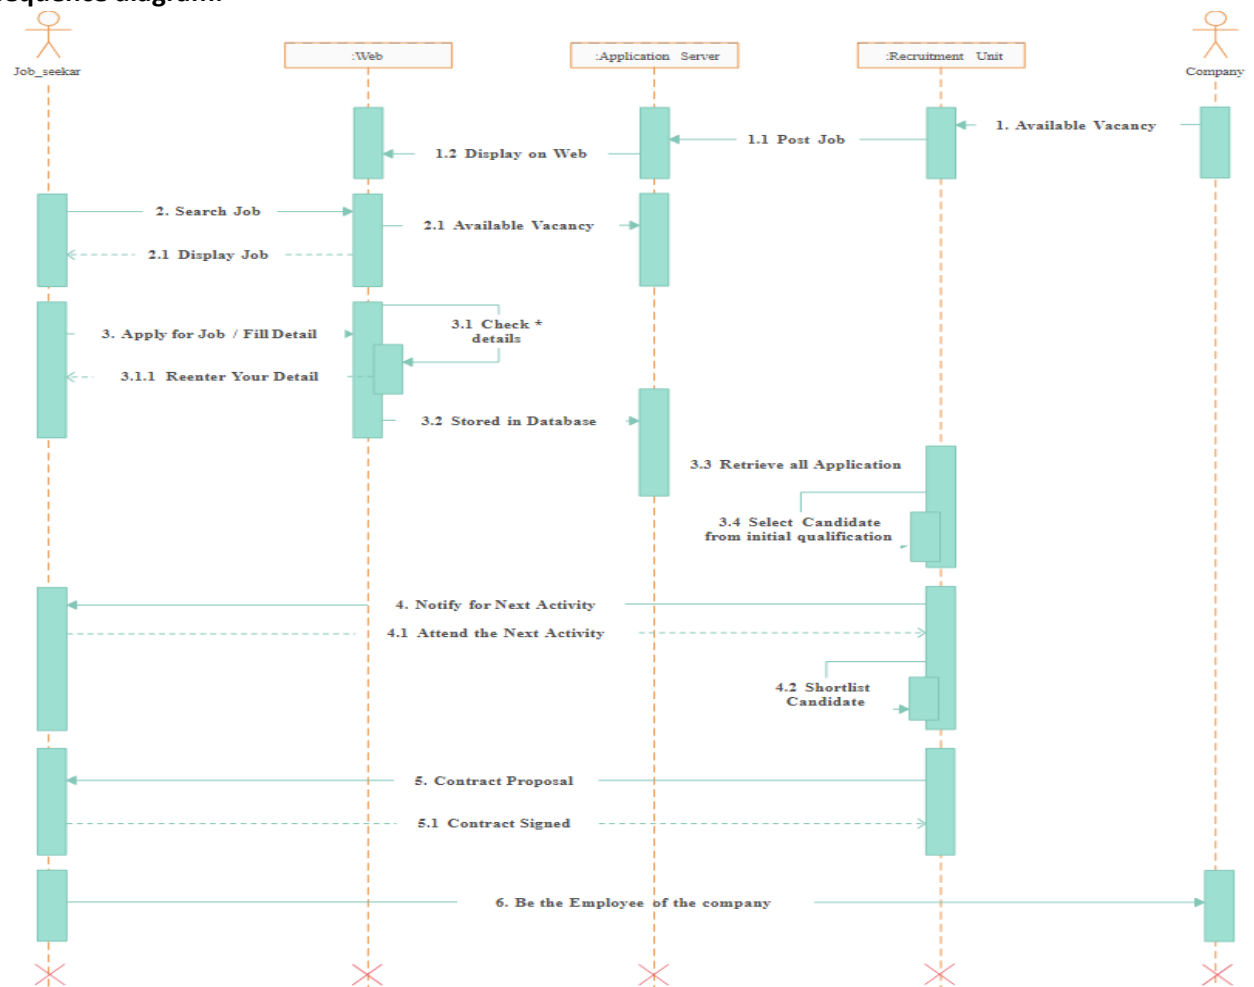 sequence diagram:
Job_seekar
:Web
:Application Server
:Recruitment Unit
Company
1. Available Vacancy
1.1 Post Job
1.2 Display on Web
2. Search Job
2.1 Available Vacancy
2.1 Display Job
3. Apply for Job / Fill Detail
3.1 Check *
details
3.1.1 Reenter Your Detail
3.2 Stored in Database
3.3 Retrieve all Application
3.4 Select Candidate
from initial qualification
4. Notify for Next Activity
4.1 Attend the Next Activity
4.2 Shortlist
Candidate
5. Contract Proposal
5.1 Contract Signed
6. Be the Employee of the company